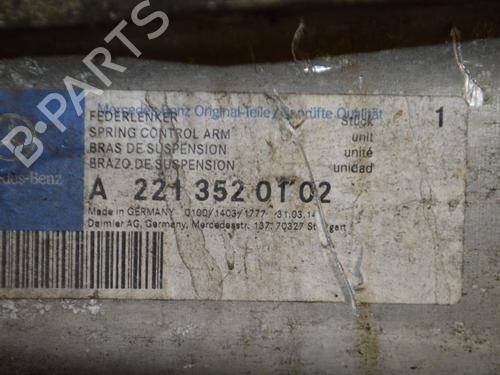 B-PARTS
Mercedes-Benz Original-Teile / Geprüfte Qualität
FEDERLENKER Stück 1
SPRING CONTROL ARM unit
BRAS DE SUSPENSION unité
BRAZO DE SUSPENSION unidad
des-Benz
A 221 352 01 02
Made in GERMANY 0100/1403/1777 31.03.14
Daimler AG, Germany, Mercedesstr. 137, 70327 Stuttgart